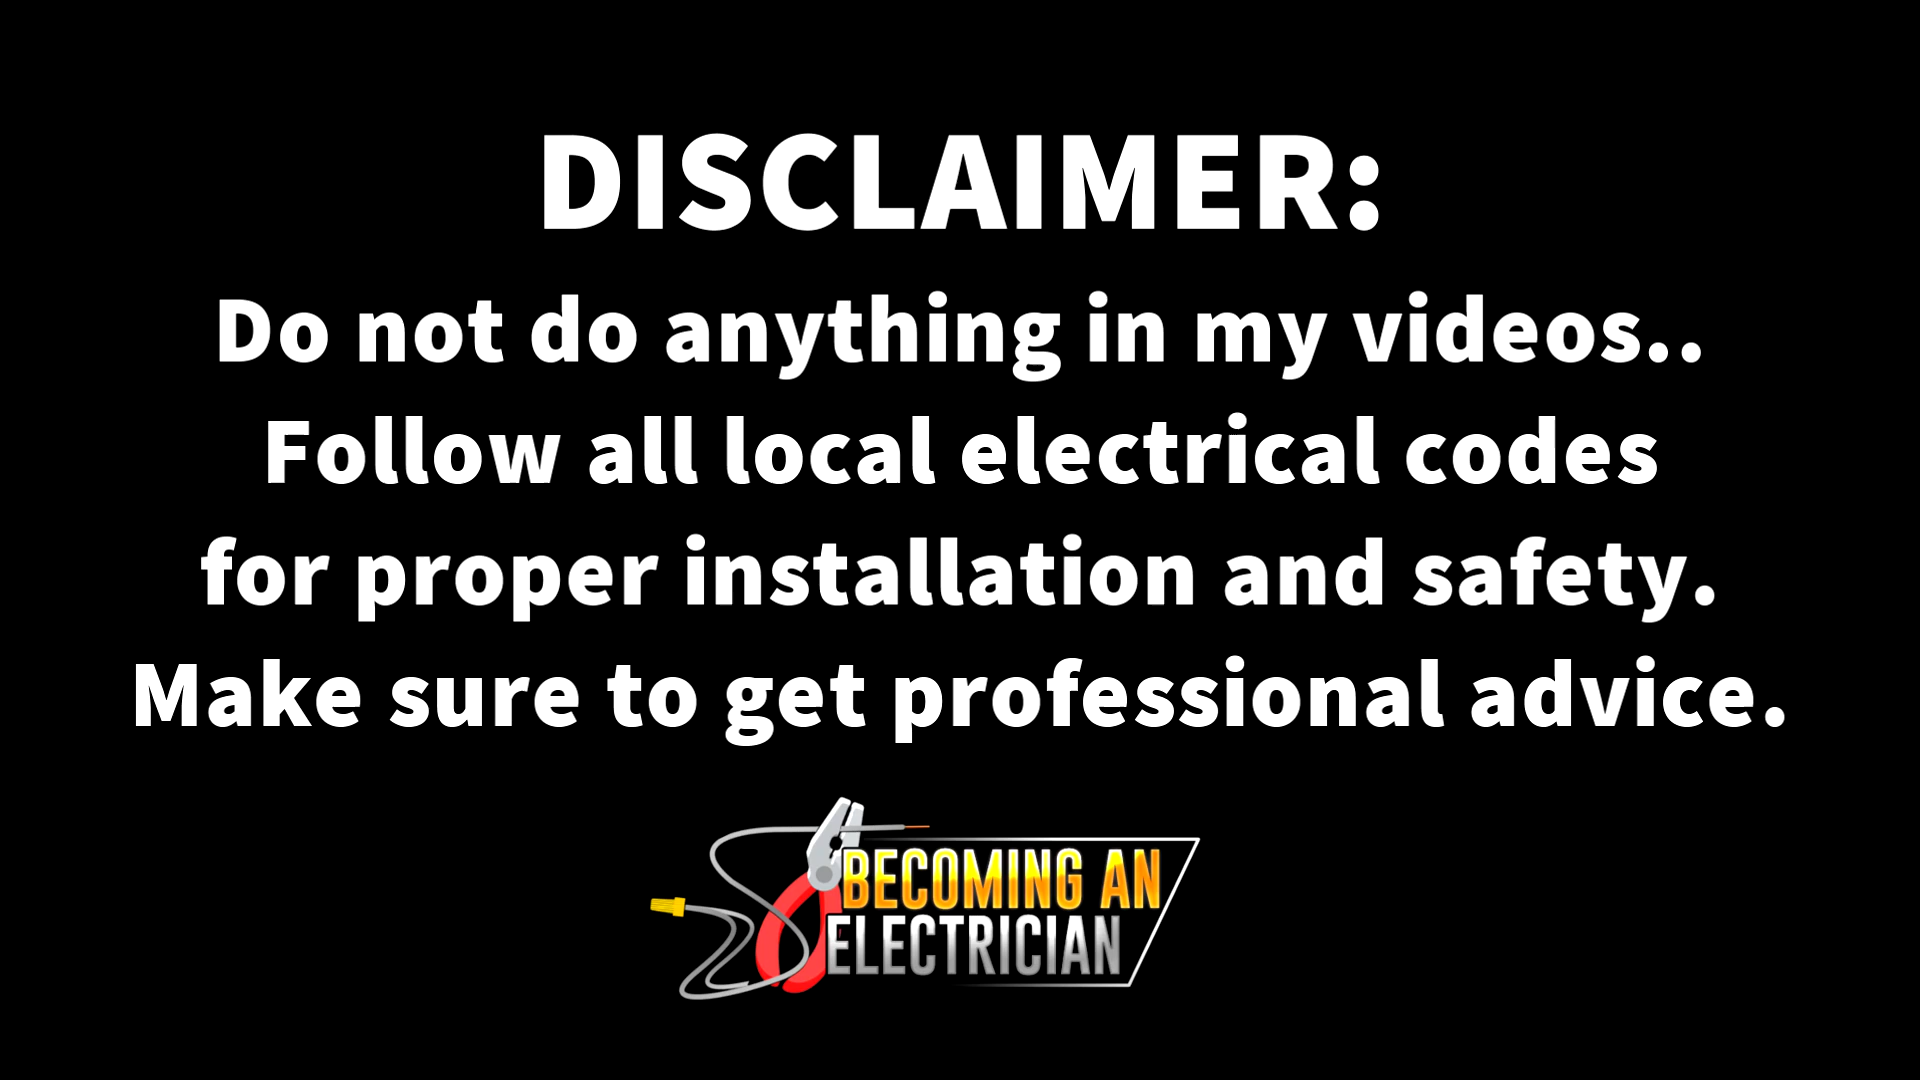 DISCLAIMER:
Do not do anything in my videos..
Follow all local electrical codes
for proper installation and safety.
Make sure to get professional advice.
BECOMING AN
ELECTRICIAN